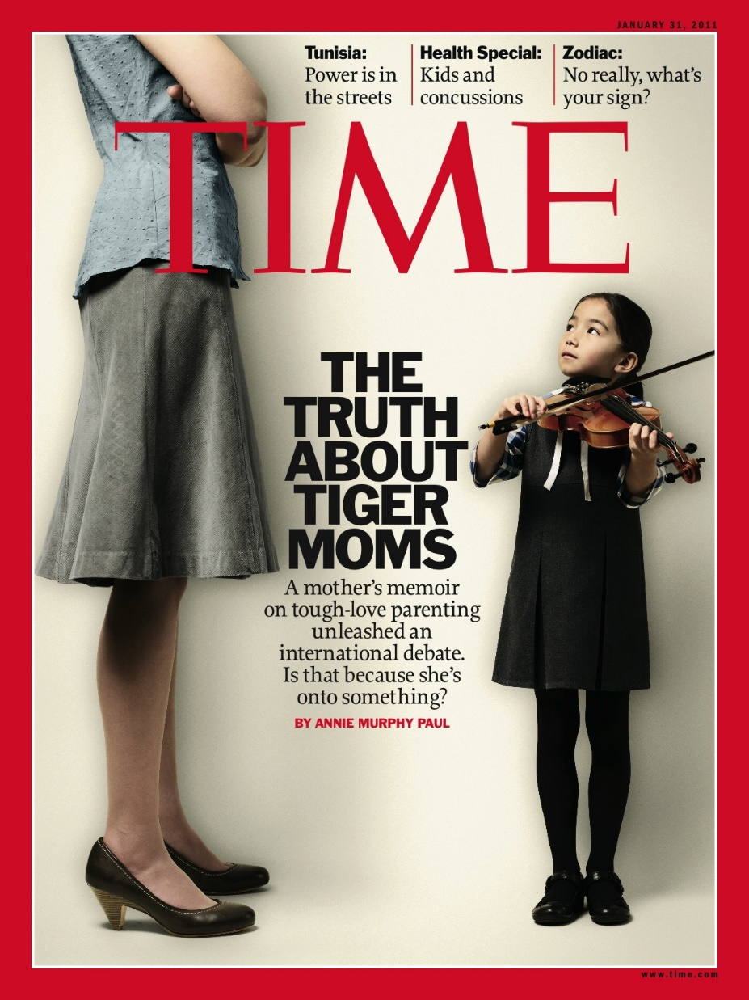 JANUARY 31, 2011
Tunisia:
Power is in
the streets
Health Special:
Kids and
concussions
Zodiac:
No really, what's
your sign?
TIME
THE
TRUTH
ABOUT
TIGER
MOMS
A mother's memoir
on tough-love parenting
unleashed an
international debate.
Is that because she's
onto something?
BY ANNIE MURPHY PAUL
www.time.com